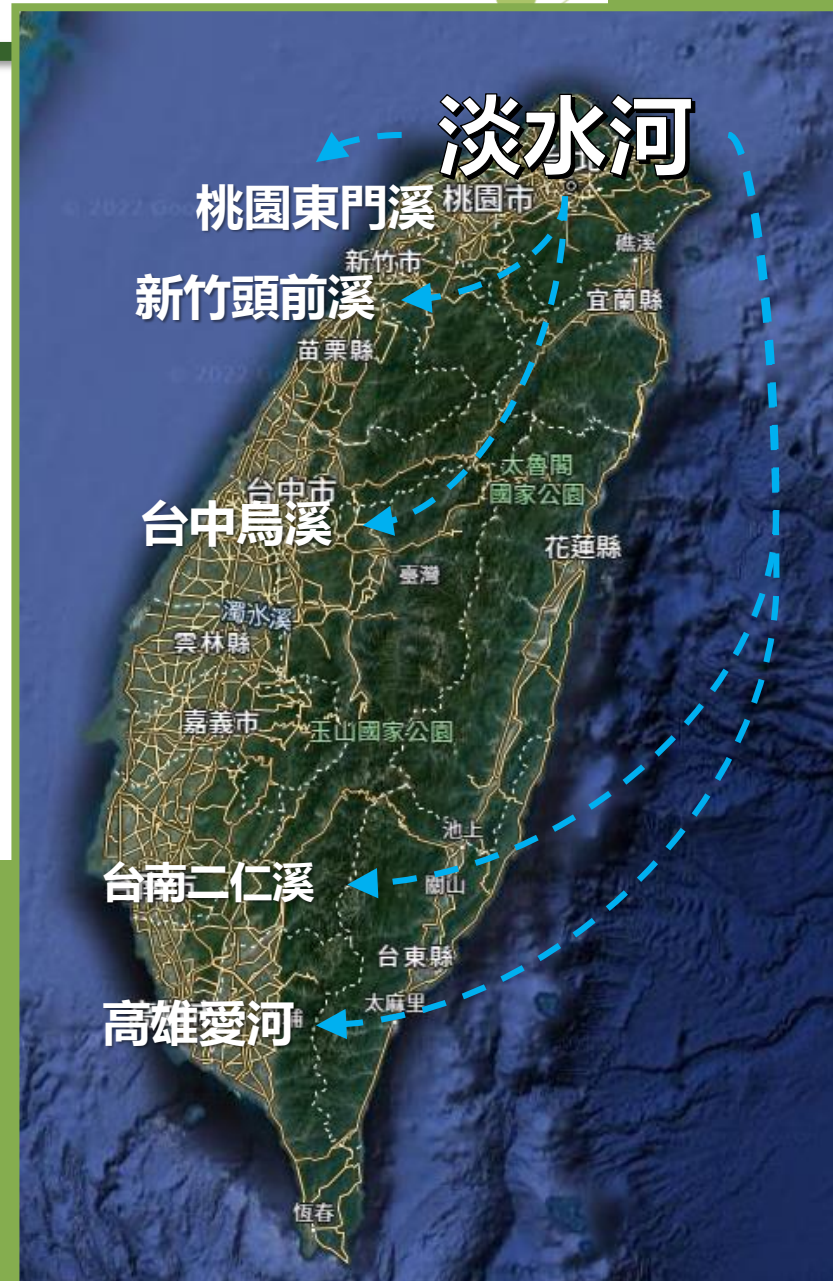 淡水河
桃園東門溪
桃園市
© 2022 Goo
礁溪
新竹市
新竹頭前溪
宜蘭縣
苗栗縣
© 2022 Go
太魯閣
國家公園
台中市
台中烏溪
花蓮縣
臺灣
濁水溪
雲林縣
嘉義市
玉山國家公園
池上
台南二仁溪
關山
台東縣
太麻里
高雄愛河
恆春